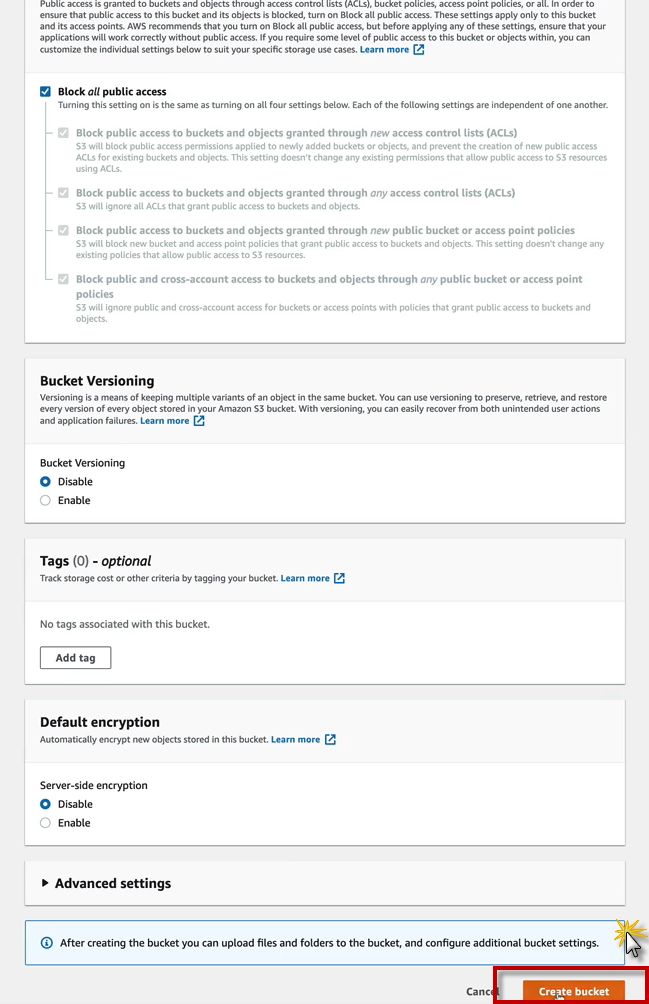 Public access is granted to buckets and objects through access control lists (ACLs), bucket policies, access point policies, or all. In order to
ensure that public access to this bucket and its objects is blocked, turn on Block all public access. These settings apply only to this bucket
and its access points. AWS recommends that you turn on Block all public access, but before applying any of these settings, ensure that your
applications will work correctly without public access. If you require some level of public access to this bucket or objects within, you can
customize the individual settings below to suit your specific storage use cases. Learn more
Block all public access
Turning this setting on is the same as turning on all four settings below. Each of the following settings are independent of one another.
Block public access to buckets and objects granted through new access control lists (ACLs)
S3 will block public access permissions applied to newly added buckets or objects, and prevent the creation of new public access
ACLs for existing buckets and objects. This setting doesn't change any existing permissions that allow public access to S3 resources
using ACLs.
Block public access to buckets and objects granted through any access control lists (ACLs)
S3 will ignore all ACLs that grant public access to buckets and objects.
Block public access to buckets and objects granted through new public bucket or access point policies
S3 will block new bucket and access point policies that grant public access to buckets and objects. This setting doesn't change any
existing policies that allow public access to S3 resources.
Block public and cross-account access to buckets and objects through any public bucket or access point
policies
S3 will ignore public and cross-account access for buckets or access points with policies that grant public access to buckets and
objects.
Bucket Versioning
Versioning is a means of keeping multiple variants of an object in the same bucket. You can use versioning to preserve, retrieve, and restore
every version of every object stored in your Amazon S3 bucket. With versioning, you can easily recover from both unintended user actions
and application failures. Learn more
Bucket Versioning
Disable
Enable
Tags (0) - optional
Track storage cost or other criteria by tagging your bucket. Learn more
No tags associated with this bucket.
Add tag
Default encryption
Automatically encrypt new objects stored in this bucket. Learn more
Server-side encryption
Disable
Enable
Advanced settings
After creating the bucket you can upload files and folders to the bucket, and configure additional bucket settings.
Cancel Create bucket